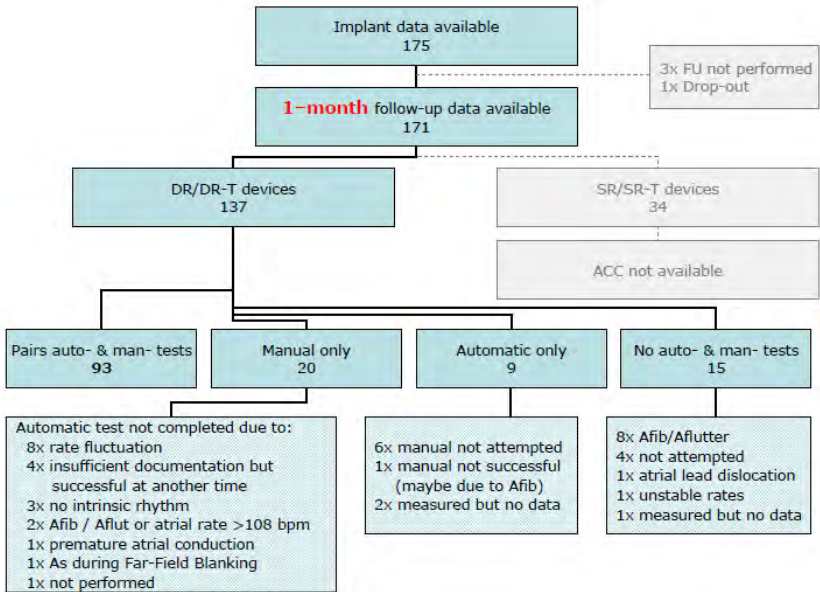 Implant data available
175
3x FU not performed
1x Drop-out
1-month follow-up data available
171
DR/DR-T devices
137
SR/SR-T devices
34
ACC not available
Pairs auto- & man- tests
93
Manual only
20
Automatic only
9
No auto- & man- tests
15
Automatic test not completed due to:
8x rate fluctuation
4x insufficient documentation but
successful at another time
3x no intrinsic rhythm
2x Afib / Aflut or atrial rate >108 bpm
1x premature atrial conduction
1x As during Far-Field Blanking
1x not performed
6x manual not attempted
1x manual not successful
(maybe due to Afib)
2x measured but no data
8x Afib/Aflutter
4x not attempted
1x atrial lead dislocation
1x unstable rates
1x measured but no data